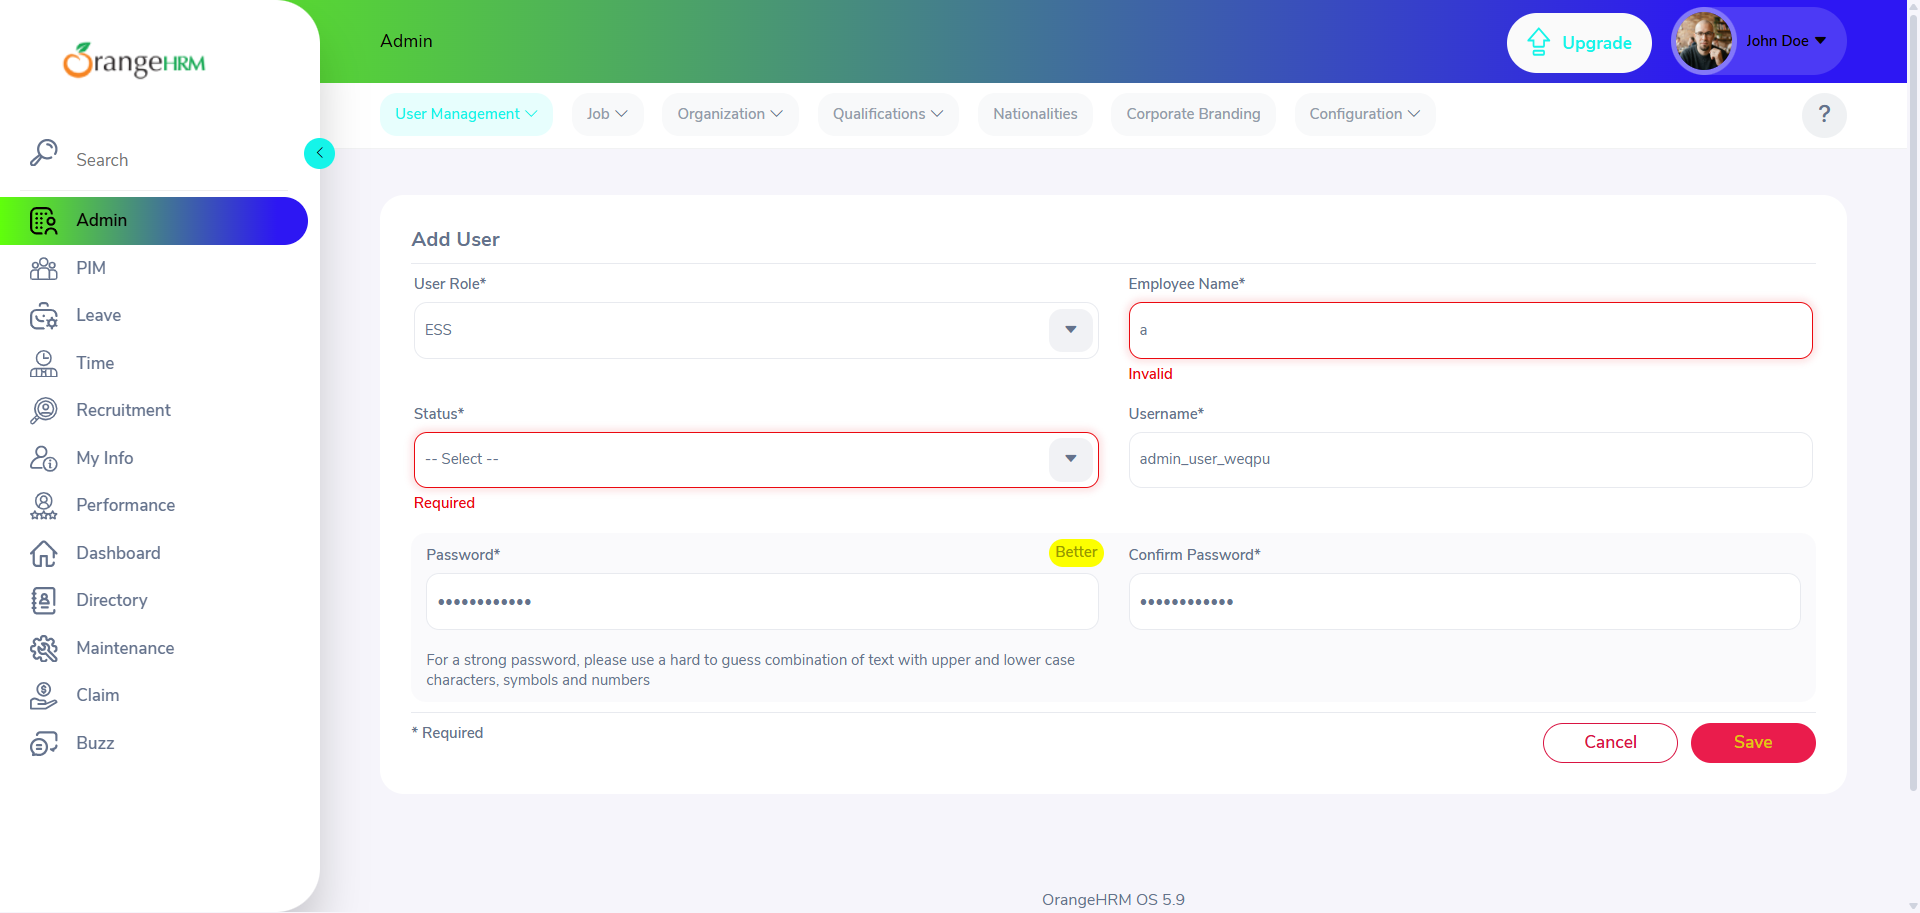 OrangeHRM
Admin
Upgrade
John Doe
User Management
Job
Organization
Qualifications
Nationalities
Corporate Branding
Configuration
?
Search
Admin
PIM
Leave
Time
Recruitment
My Info
Performance
Dashboard
Directory
Maintenance
Claim
Buzz
Add User
User Role*
Employee Name*
ESS
a
Invalid
Status*
Username*
-- Select --
admin_user_weqpu
Required
Password*
Better
Confirm Password*
••••••••••••
••••••••••••
For a strong password, please use a hard to guess combination of text with upper and lower case
characters, symbols and numbers
* Required
Cancel
Save
OrangeHRM OS 5.9